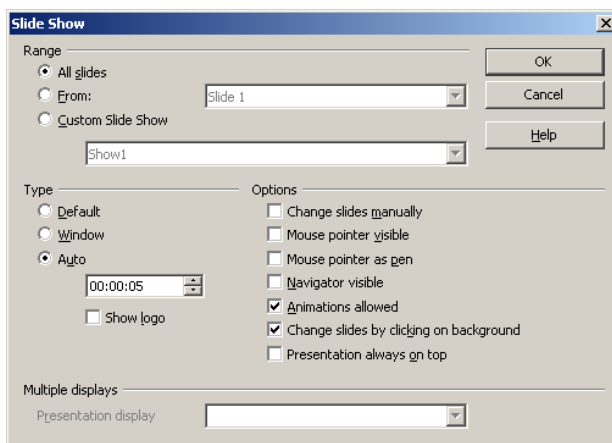 Slide Show
Range
All slides
From:
Slide 1
Custom Slide Show
Show1
OK
Cancel
Help
Type
Default
Window
Auto
00:00:05
Show logo
Options
Change slides manually
Mouse pointer visible
Mouse pointer as pen
Navigator visible
Animations allowed
Change slides by clicking on background
Presentation always on top
Multiple displays
Presentation display